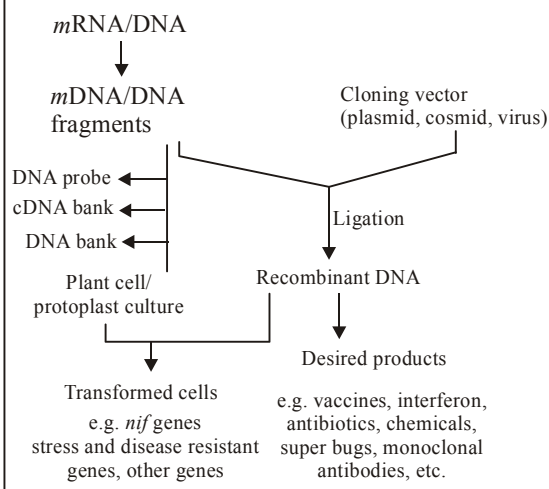 mRNA/DNA
mDNA/DNA
fragments
Cloning vector
(plasmid, cosmid, virus)
DNA probe
cDNA bank
DNA bank
Ligation
Plant cell/
protoplast culture
Recombinant DNA
Desired products
Transformed cells
e.g. nif genes
stress and disease resistant
genes, other genes
e.g. vaccines, interferon,
antibiotics, chemicals,
super bugs, monoclonal
antibodies, etc.